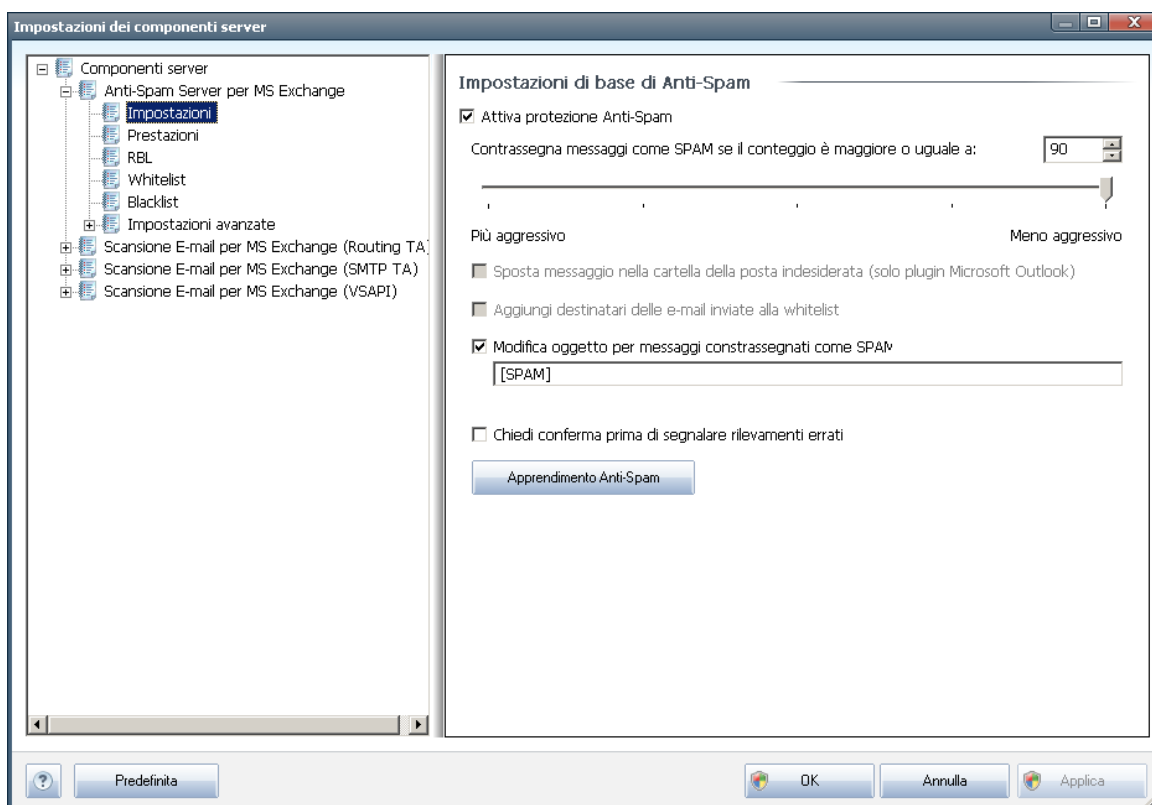 Impostazioni dei componenti server
Componenti server
Anti-Spam Server per MS Exchange
Impostazioni
Prestazioni
RBL
Whitelist
Blacklist
Impostazioni avanzate
Scansione E-mail per MS Exchange (Routing TA)
Scansione E-mail per MS Exchange (SMTP TA)
Scansione E-mail per MS Exchange (VSAPI)
Impostazioni di base di Anti-Spam
Attiva protezione Anti-Spam
Contrassegna messaggi come SPAM se il conteggio è maggiore o uguale a: 90
Più aggressivo Meno aggressivo
Sposta messaggio nella cartella della posta indesiderata (solo plugin Microsoft Outlook)
Aggiungi destinatari delle e-mail inviate alla whitelist
Modifica oggetto per messaggi constrassegnati come SPAM
[SPAM]
Chiedi conferma prima di segnalare rilevamenti errati
Apprendimento Anti-Spam
? Predefinita OK Annulla Applica